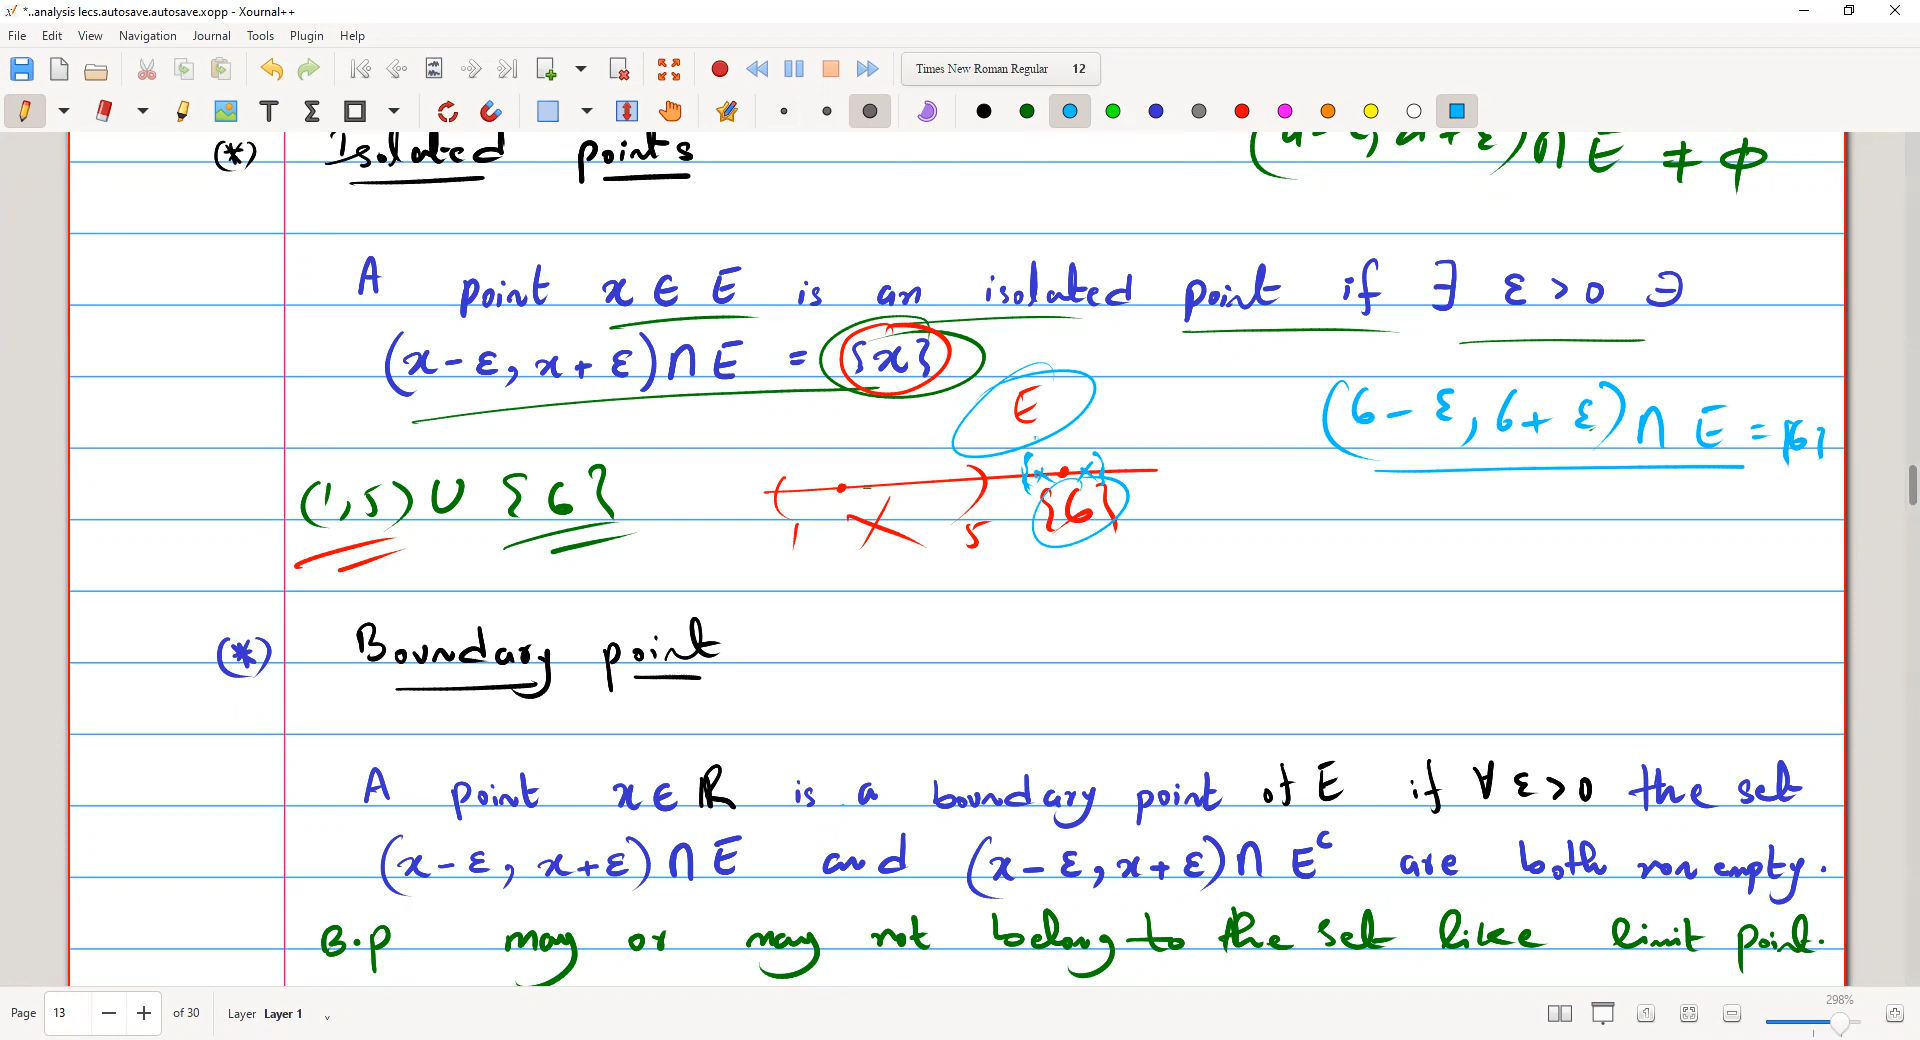 *..analysis lecs.autosave.autosave.xopp - Xournal++
File Edit View Navigation Journal Tools Plugin Help
Times New Roman Regular 12
(*) Isolated points
(a-ε, a+ε) ∩ E ≠ ϕ
A point x ∈ E is an isolated point if ∃ ε > 0 ∋
(x-ε, x+ε) ∩ E = {x}
E
(6-ε, 6+ε) ∩ E = {6}
(1,5) ∪ {6}
( ) { }
1 5 {6}
(*) Boundary point
A point x ∈ ℝ is a boundary point of E if ∀ ε > 0 the set
(x-ε, x+ε) ∩ E and (x-ε, x+ε) ∩ Eᶜ are both non empty.
B.p may or may not belong to the set like limit point.
Page 13 of 30 Layer Layer 1 298%